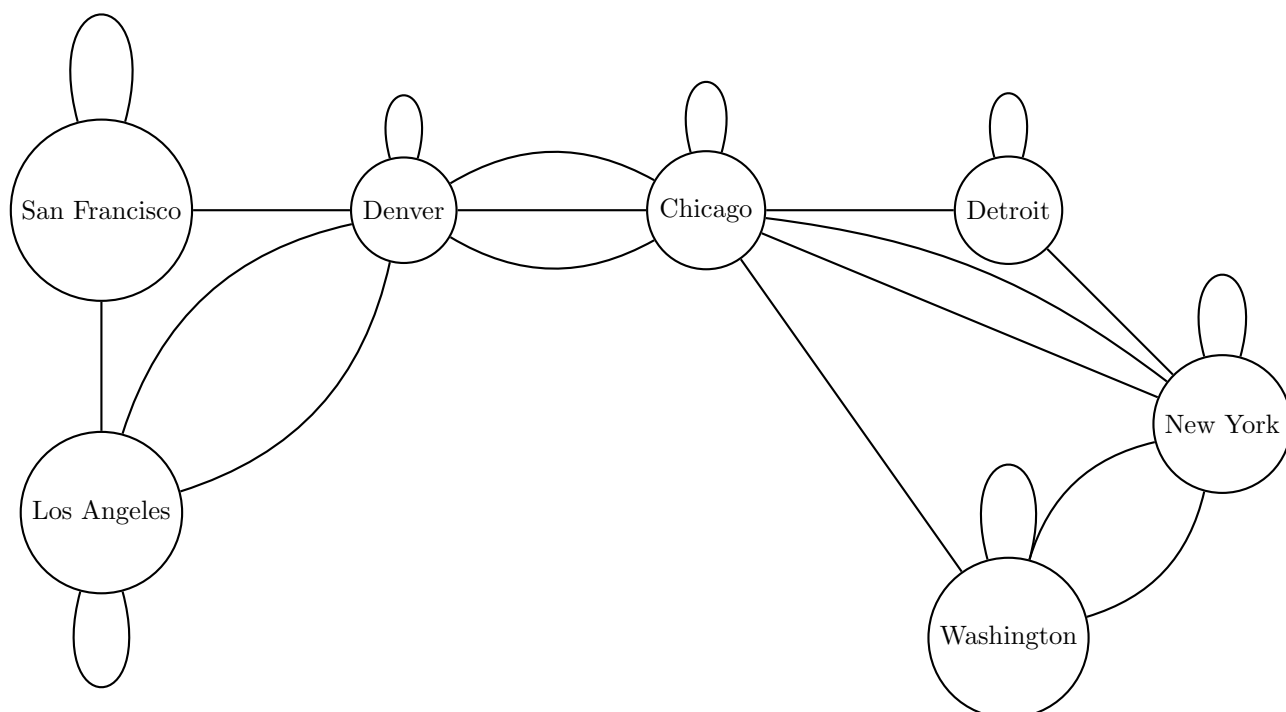 San Francisco
Denver
Chicago
Detroit
New York
Los Angeles
Washington